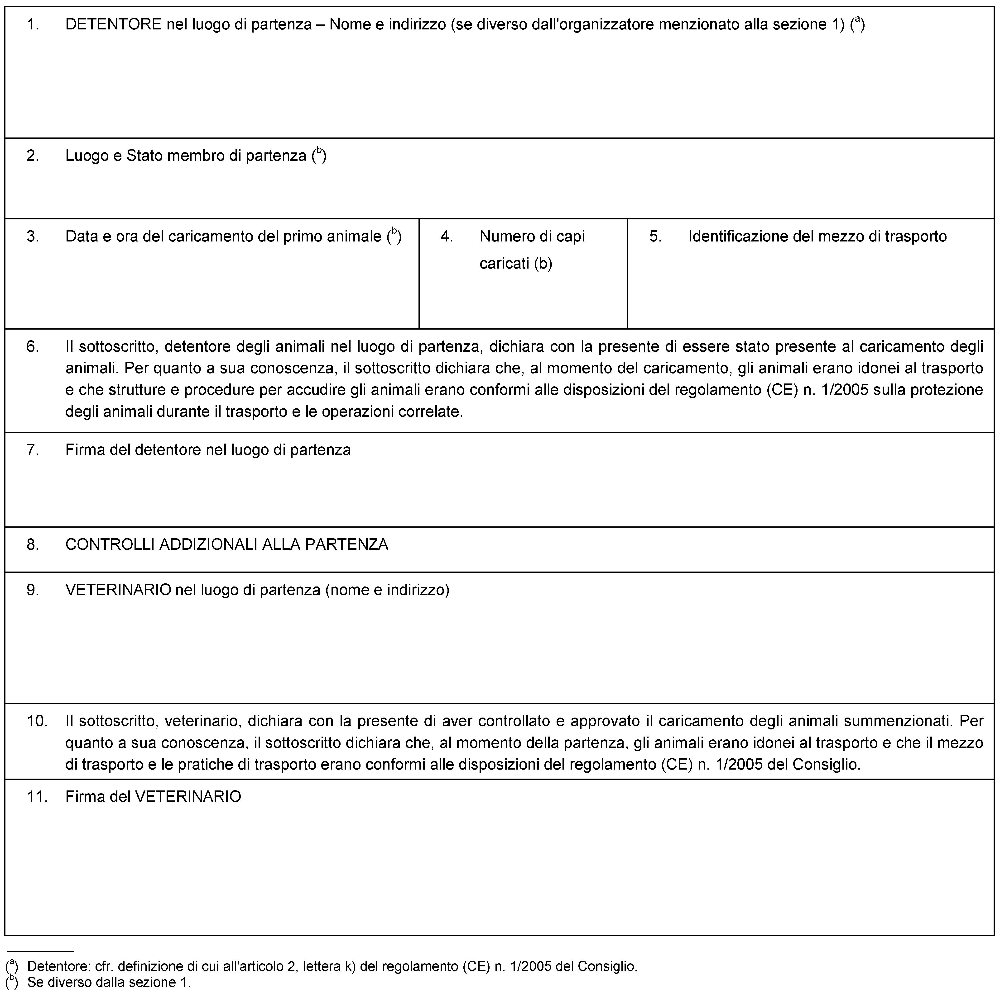 1. DETENTORE nel luogo di partenza – Nome e indirizzo (se diverso dall'organizzatore menzionato alla sezione 1) (a)
2. Luogo e Stato membro di partenza (b)
3. Data e ora del caricamento del primo animale (b)
4. Numero di capi
caricati (b)
5. Identificazione del mezzo di trasporto
6. Il sottoscritto, detentore degli animali nel luogo di partenza, dichiara con la presente di essere stato presente al caricamento degli
animali. Per quanto a sua conoscenza, il sottoscritto dichiara che, al momento del caricamento, gli animali erano idonei al trasporto
e che strutture e procedure per accudire gli animali erano conformi alle disposizioni del regolamento (CE) n. 1/2005 sulla protezione
degli animali durante il trasporto e le operazioni correlate.
7. Firma del detentore nel luogo di partenza
8. CONTROLLI ADDIZIONALI ALLA PARTENZA
9. VETERINARIO nel luogo di partenza (nome e indirizzo)
10. Il sottoscritto, veterinario, dichiara con la presente di aver controllato e approvato il caricamento degli animali summenzionati. Per
quanto a sua conoscenza, il sottoscritto dichiara che, al momento della partenza, gli animali erano idonei al trasporto e che il mezzo
di trasporto e le pratiche di trasporto erano conformi alle disposizioni del regolamento (CE) n. 1/2005 del Consiglio.
11. Firma del VETERINARIO
(a) Detentore: cfr. definizione di cui all'articolo 2, lettera k) del regolamento (CE) n. 1/2005 del Consiglio.
(b) Se diverso dalla sezione 1.